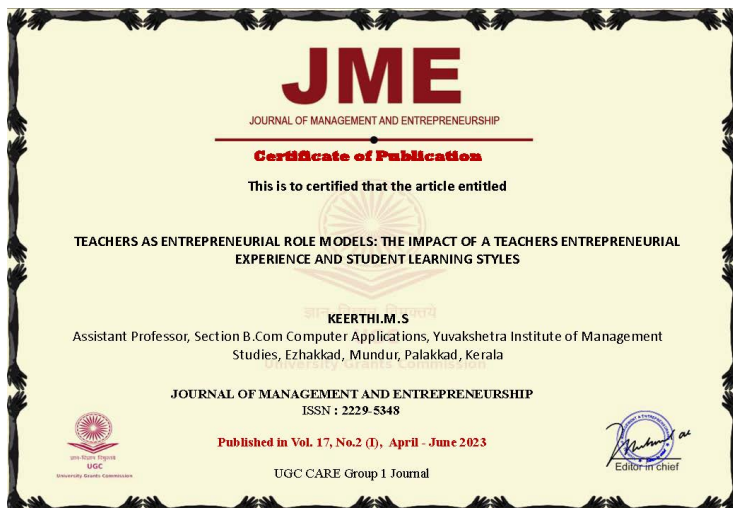 JME
JOURNAL OF MANAGEMENT AND ENTREPRENEURSHIP
Certificate of Publication
This is to certified that the article entitled
TEACHERS AS ENTREPRENEURIAL ROLE MODELS: THE IMPACT OF A TEACHERS ENTREPRENEURIAL
EXPERIENCE AND STUDENT LEARNING STYLES
KEERTHI.M.S
Assistant Professor, Section B.Com Computer Applications, Yuvakshetra Institute of Management
Studies, Ezhakkad, Mundur, Palakkad, Kerala
University Grants Commission
JOURNAL OF MANAGEMENT AND ENTREPRENEURSHIP
ISSN : 2229-5348
Published in Vol. 17, No.2 (I), April - June 2023
UGC CARE Group 1 Journal
ज्ञान-विज्ञान विमुक्तये
UGC
University Grants Commission
Editor in chief